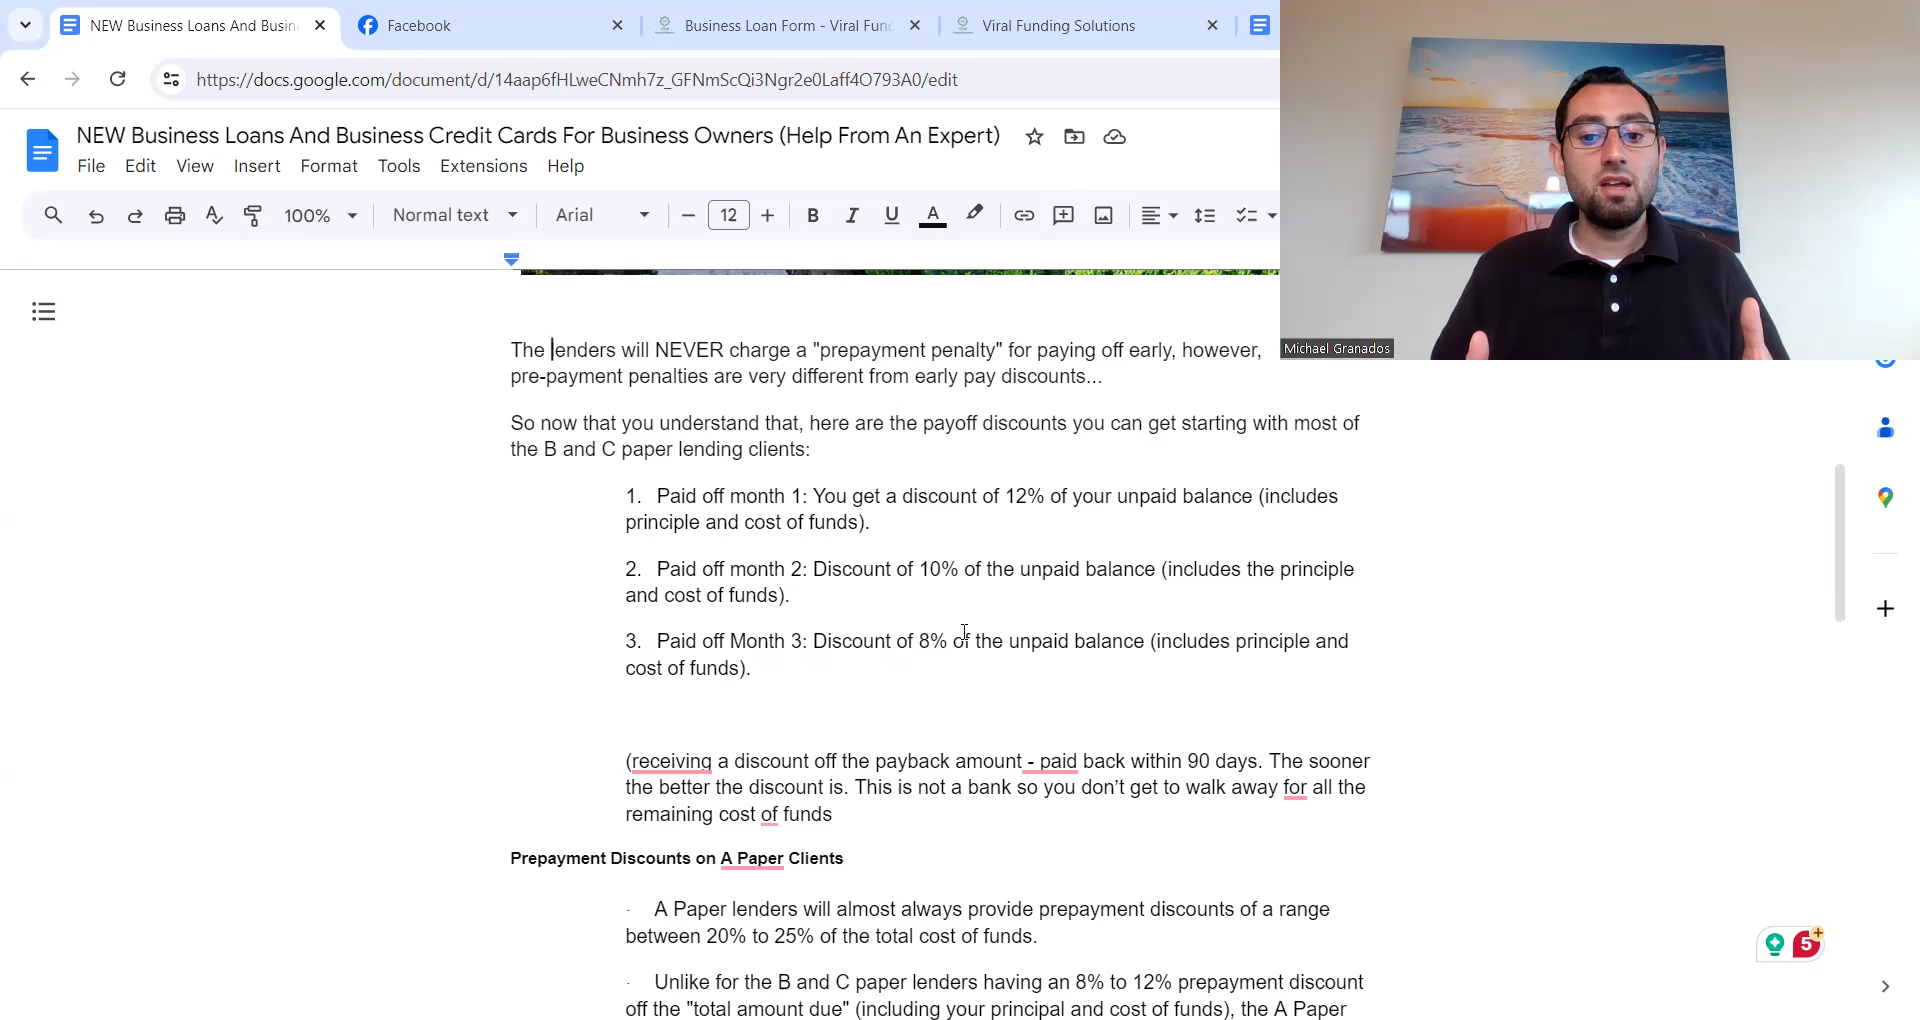 NEW Business Loans And Busin
Facebook
Business Loan Form - Viral Fund
Viral Funding Solutions
https://docs.google.com/document/d/14aap6fHLweCNmh7z_GFNmScQi3Ngr2e0Laff4O793A0/edit
NEW Business Loans And Business Credit Cards For Business Owners (Help From An Expert)
File Edit View Insert Format Tools Extensions Help
100% Normal text Arial 12 B I U A
Michael Granados
The lenders will NEVER charge a "prepayment penalty" for paying off early, however,
pre-payment penalties are very different from early pay discounts...
So now that you understand that, here are the payoff discounts you can get starting with most of
the B and C paper lending clients:
1. Paid off month 1: You get a discount of 12% of your unpaid balance (includes
principle and cost of funds).
2. Paid off month 2: Discount of 10% of the unpaid balance (includes the principle
and cost of funds).
3. Paid off Month 3: Discount of 8% of the unpaid balance (includes principle and
cost of funds).
(receiving a discount off the payback amount - paid back within 90 days. The sooner
the better the discount is. This is not a bank so you don’t get to walk away for all the
remaining cost of funds
Prepayment Discounts on A Paper Clients
· A Paper lenders will almost always provide prepayment discounts of a range
between 20% to 25% of the total cost of funds.
· Unlike for the B and C paper lenders having an 8% to 12% prepayment discount
off the "total amount due" (including your principal and cost of funds), the A Paper
5+